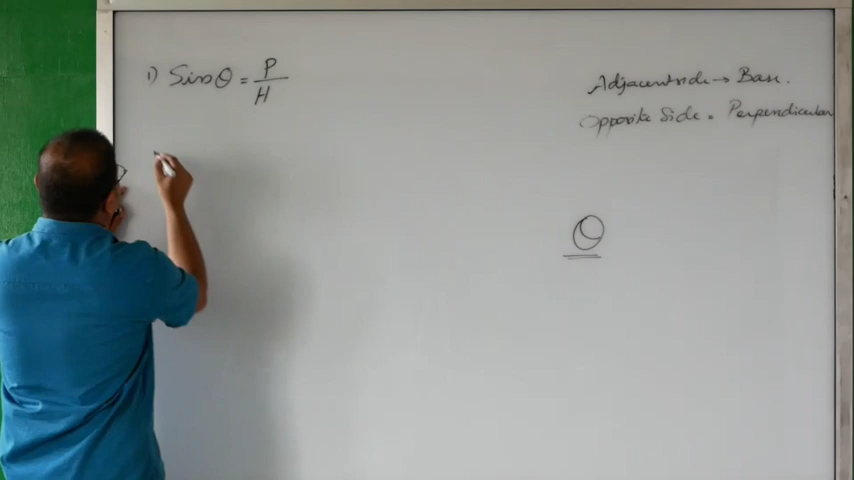 1) Sin θ = P/H
Adjacent side → Base.
Opposite Side . Perpendicular
θ